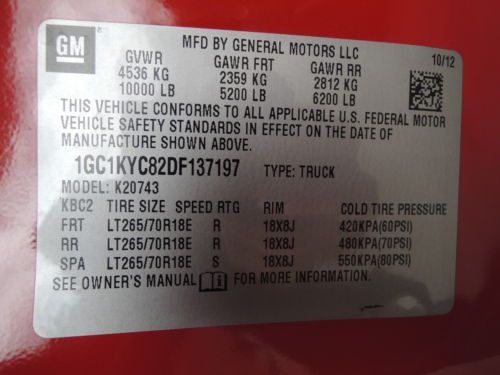 GM
MFD BY GENERAL MOTORS LLC
GVWR GAWR FRT GAWR RR 10/12
4536 KG 2359 KG 2812 KG
10000 LB 5200 LB 6200 LB
THIS VEHICLE CONFORMS TO ALL APPLICABLE U.S. FEDERAL MOTOR
VEHICLE SAFETY STANDARDS IN EFFECT ON THE DATE OF
MANUFACTURE SHOWN ABOVE.
1GC1KYC82DF137197 TYPE: TRUCK
MODEL: K20743
KBC2 TIRE SIZE SPEED RTG RIM COLD TIRE PRESSURE
FRT LT265/70R18E R 18X8J 420KPA(60PSI)
RR LT265/70R18E R 18X8J 480KPA(70PSI)
SPA LT265/70R18E S 18X8J 550KPA(80PSI)
SEE OWNER'S MANUAL FOR MORE INFORMATION.